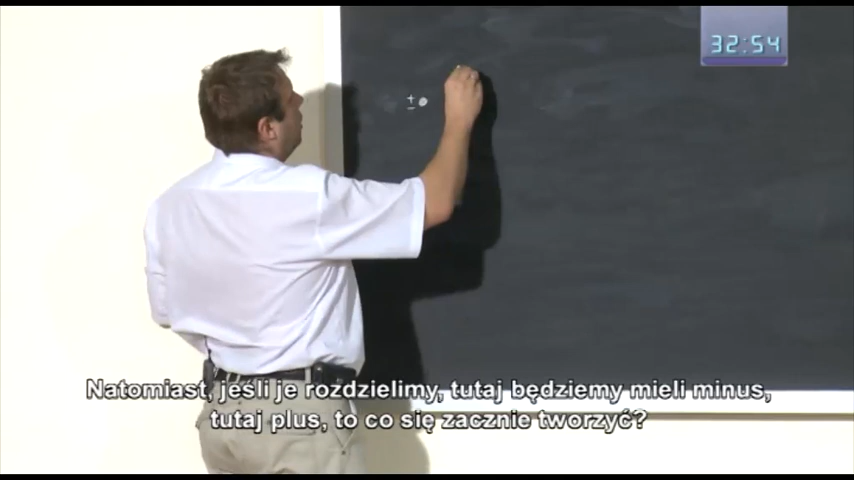 32:54
±
Natomiast, jeśli je rozdzielimy, tutaj będziemy mieli minus,
tutaj plus, to co się zacznie tworzyć?